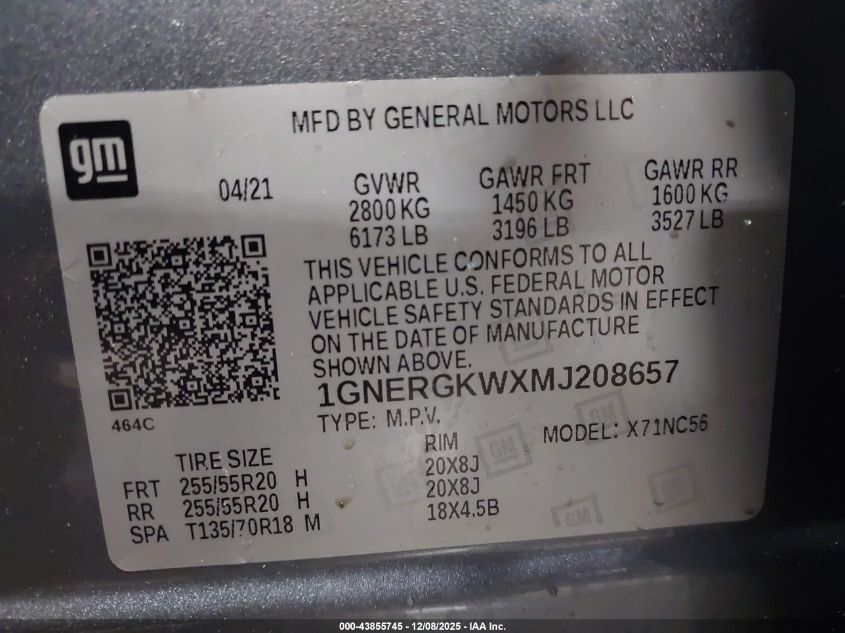 MFD BY GENERAL MOTORS LLC
gm
04/21
GVWR GAWR FRT GAWR RR
2800 KG 1450 KG 1600 KG
6173 LB 3196 LB 3527 LB
THIS VEHICLE CONFORMS TO ALL
APPLICABLE U.S. FEDERAL MOTOR
VEHICLE SAFETY STANDARDS IN EFFECT
ON THE DATE OF MANUFACTURE
SHOWN ABOVE.
1GNERGKWXMJ208657
464C
TYPE: M.P.V. MODEL: X71NC56
TIRE SIZE RIM
FRT 255/55R20 H 20X8J
RR 255/55R20 H 20X8J
SPA T135/70R18 M 18X4.5B
GM
GM
000-43855745 - 12/08/2025 - IAA Inc.